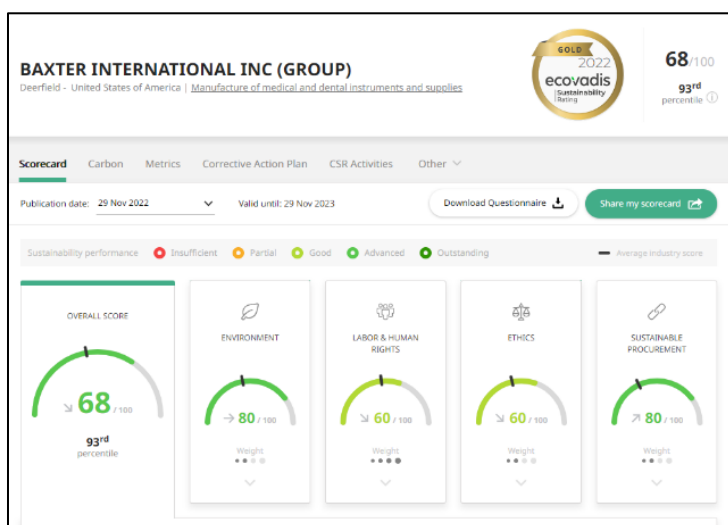 BAXTER INTERNATIONAL INC (GROUP)
Deerfield - United States of America | Manufacture of medical and dental instruments and supplies
GOLD
2022
ecovadis
Sustainability
Rating
68/100
93rd
percentile
Scorecard Carbon Metrics Corrective Action Plan CSR Activities Other
Publication date: 29 Nov 2022 Valid until: 29 Nov 2023 Download Questionnaire Share my scorecard
Sustainability performance Insufficient Partial Good Advanced Outstanding Average industry score
OVERALL SCORE
68 / 100
93rd
percentile
ENVIRONMENT
80 / 100
Weight
LABOR & HUMAN
RIGHTS
60 / 100
Weight
ETHICS
60 / 100
Weight
SUSTAINABLE
PROCUREMENT
80 / 100
Weight